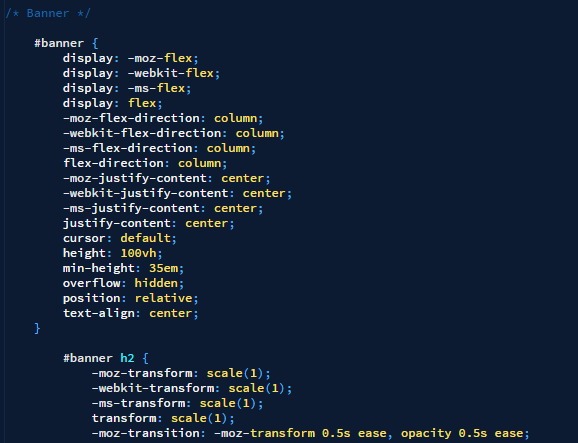 /* Banner */
#banner {
display: -moz-flex;
display: -webkit-flex;
display: -ms-flex;
display: flex;
-moz-flex-direction: column;
-webkit-flex-direction: column;
-ms-flex-direction: column;
flex-direction: column;
-moz-justify-content: center;
-webkit-justify-content: center;
-ms-justify-content: center;
justify-content: center;
cursor: default;
height: 100vh;
min-height: 35em;
overflow: hidden;
position: relative;
text-align: center;
}
#banner h2 {
-moz-transform: scale(1);
-webkit-transform: scale(1);
-ms-transform: scale(1);
transform: scale(1);
-moz-transition: -moz-transform 0.5s ease, opacity 0.5s ease;